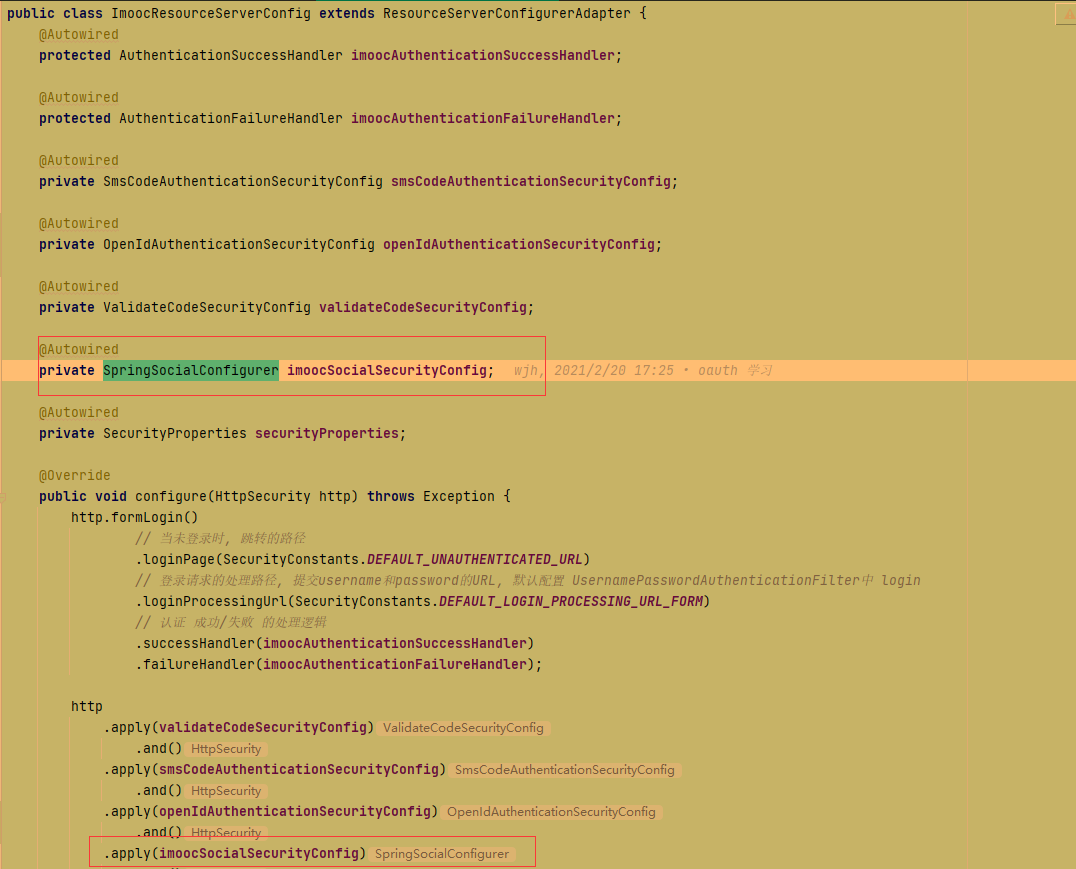 public class ImoocResourceServerConfig extends ResourceServerConfigurerAdapter {
@Autowired
protected AuthenticationSuccessHandler imoocAuthenticationSuccessHandler;
@Autowired
protected AuthenticationFailureHandler imoocAuthenticationFailureHandler;
@Autowired
private SmsCodeAuthenticationSecurityConfig smsCodeAuthenticationSecurityConfig;
@Autowired
private OpenIdAuthenticationSecurityConfig openIdAuthenticationSecurityConfig;
@Autowired
private ValidateCodeSecurityConfig validateCodeSecurityConfig;
@Autowired
private SpringSocialConfigurer imoocSocialSecurityConfig; wjh, 2021/2/20 17:25 • oauth 学习
@Autowired
private SecurityProperties securityProperties;
@Override
public void configure(HttpSecurity http) throws Exception {
http.formLogin()
// 当未登录时, 跳转的路径
.loginPage(SecurityConstants.DEFAULT_UNAUTHENTICATED_URL)
// 登录请求的处理路径, 提交username和password的URL, 默认配置 UsernamePasswordAuthenticationFilter中 login
.loginProcessingUrl(SecurityConstants.DEFAULT_LOGIN_PROCESSING_URL_FORM)
// 认证 成功/失败 的处理逻辑
.successHandler(imoocAuthenticationSuccessHandler)
.failureHandler(imoocAuthenticationFailureHandler);
http
.apply(validateCodeSecurityConfig) ValidateCodeSecurityConfig
.and() HttpSecurity
.apply(smsCodeAuthenticationSecurityConfig) SmsCodeAuthenticationSecurityConfig
.and() HttpSecurity
.apply(openIdAuthenticationSecurityConfig) OpenIdAuthenticationSecurityConfig
.and() HttpSecurity
.apply(imoocSocialSecurityConfig) SpringSocialConfigurer